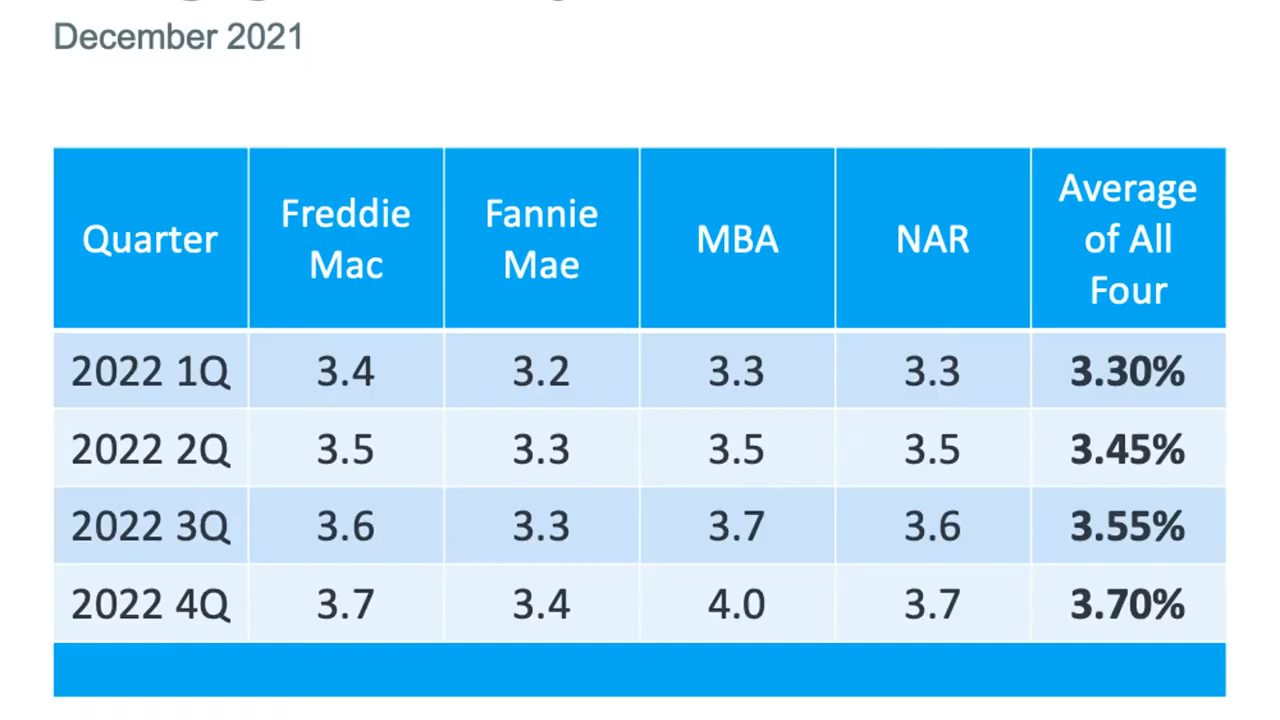 December 2021
Quarter Freddie Mac Fannie Mae MBA NAR Average of All Four
2022 1Q 3.4 3.2 3.3 3.3 3.30%
2022 2Q 3.5 3.3 3.5 3.5 3.45%
2022 3Q 3.6 3.3 3.7 3.6 3.55%
2022 4Q 3.7 3.4 4.0 3.7 3.70%